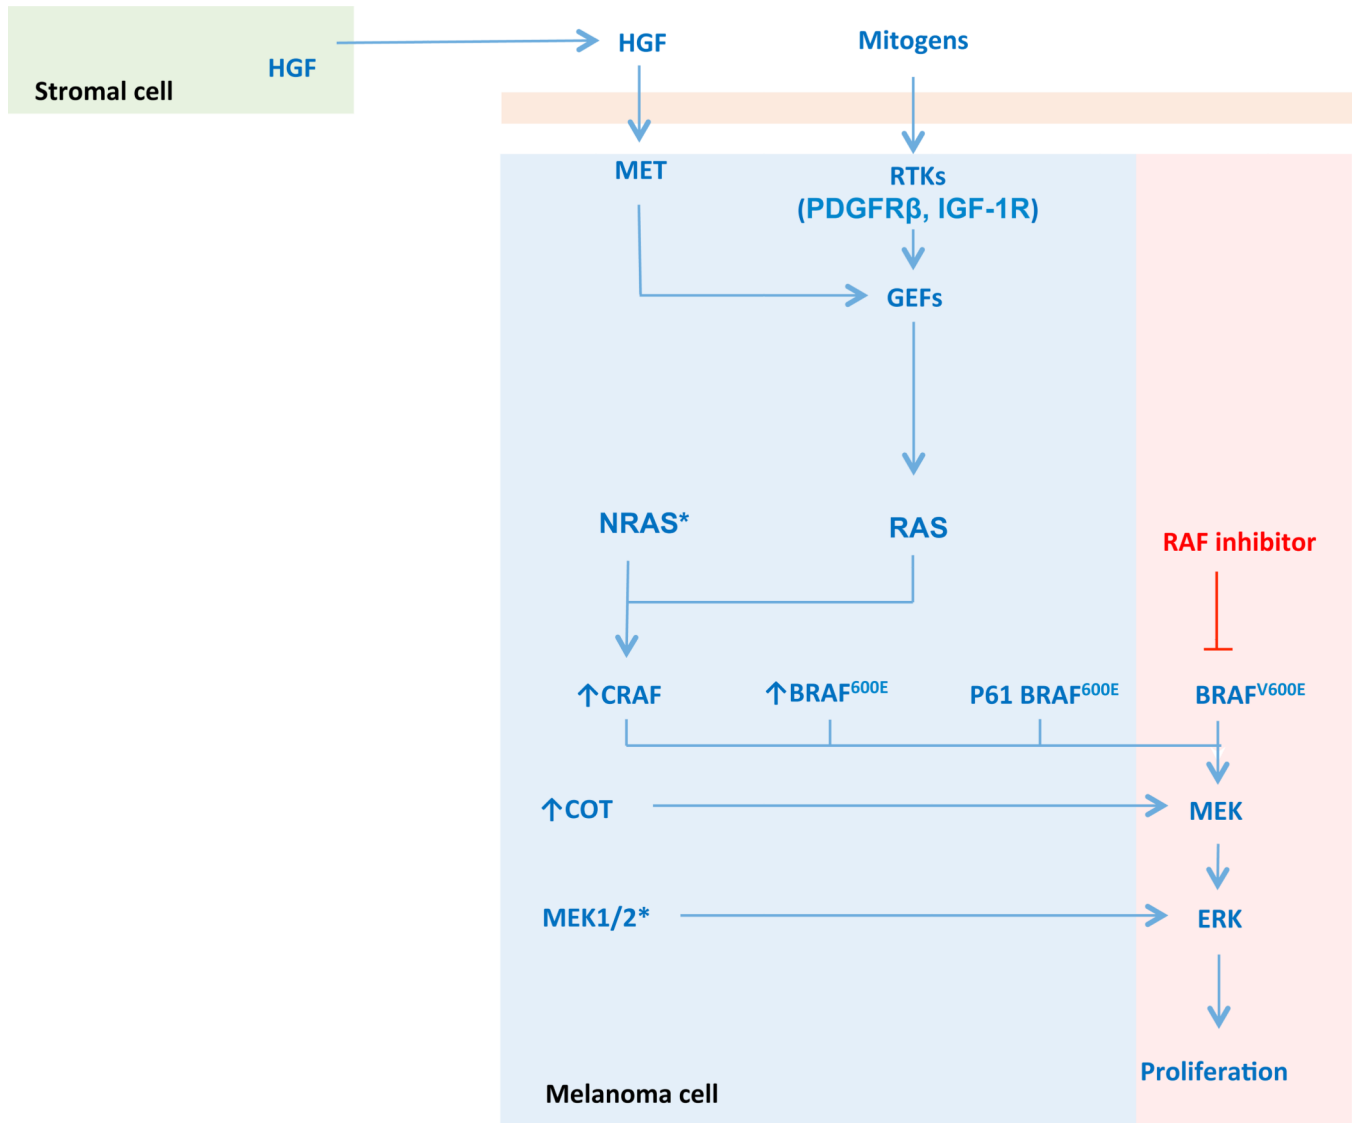 HGF
Stromal cell
HGF
Mitogens
MET
RTKs
(PDGFRβ, IGF-1R)
GEFs
NRAS*
RAS
RAF inhibitor
↑CRAF
↑BRAF600E
P61 BRAF600E
BRAFV600E
↑COT
MEK
MEK1/2*
ERK
Proliferation
Melanoma cell